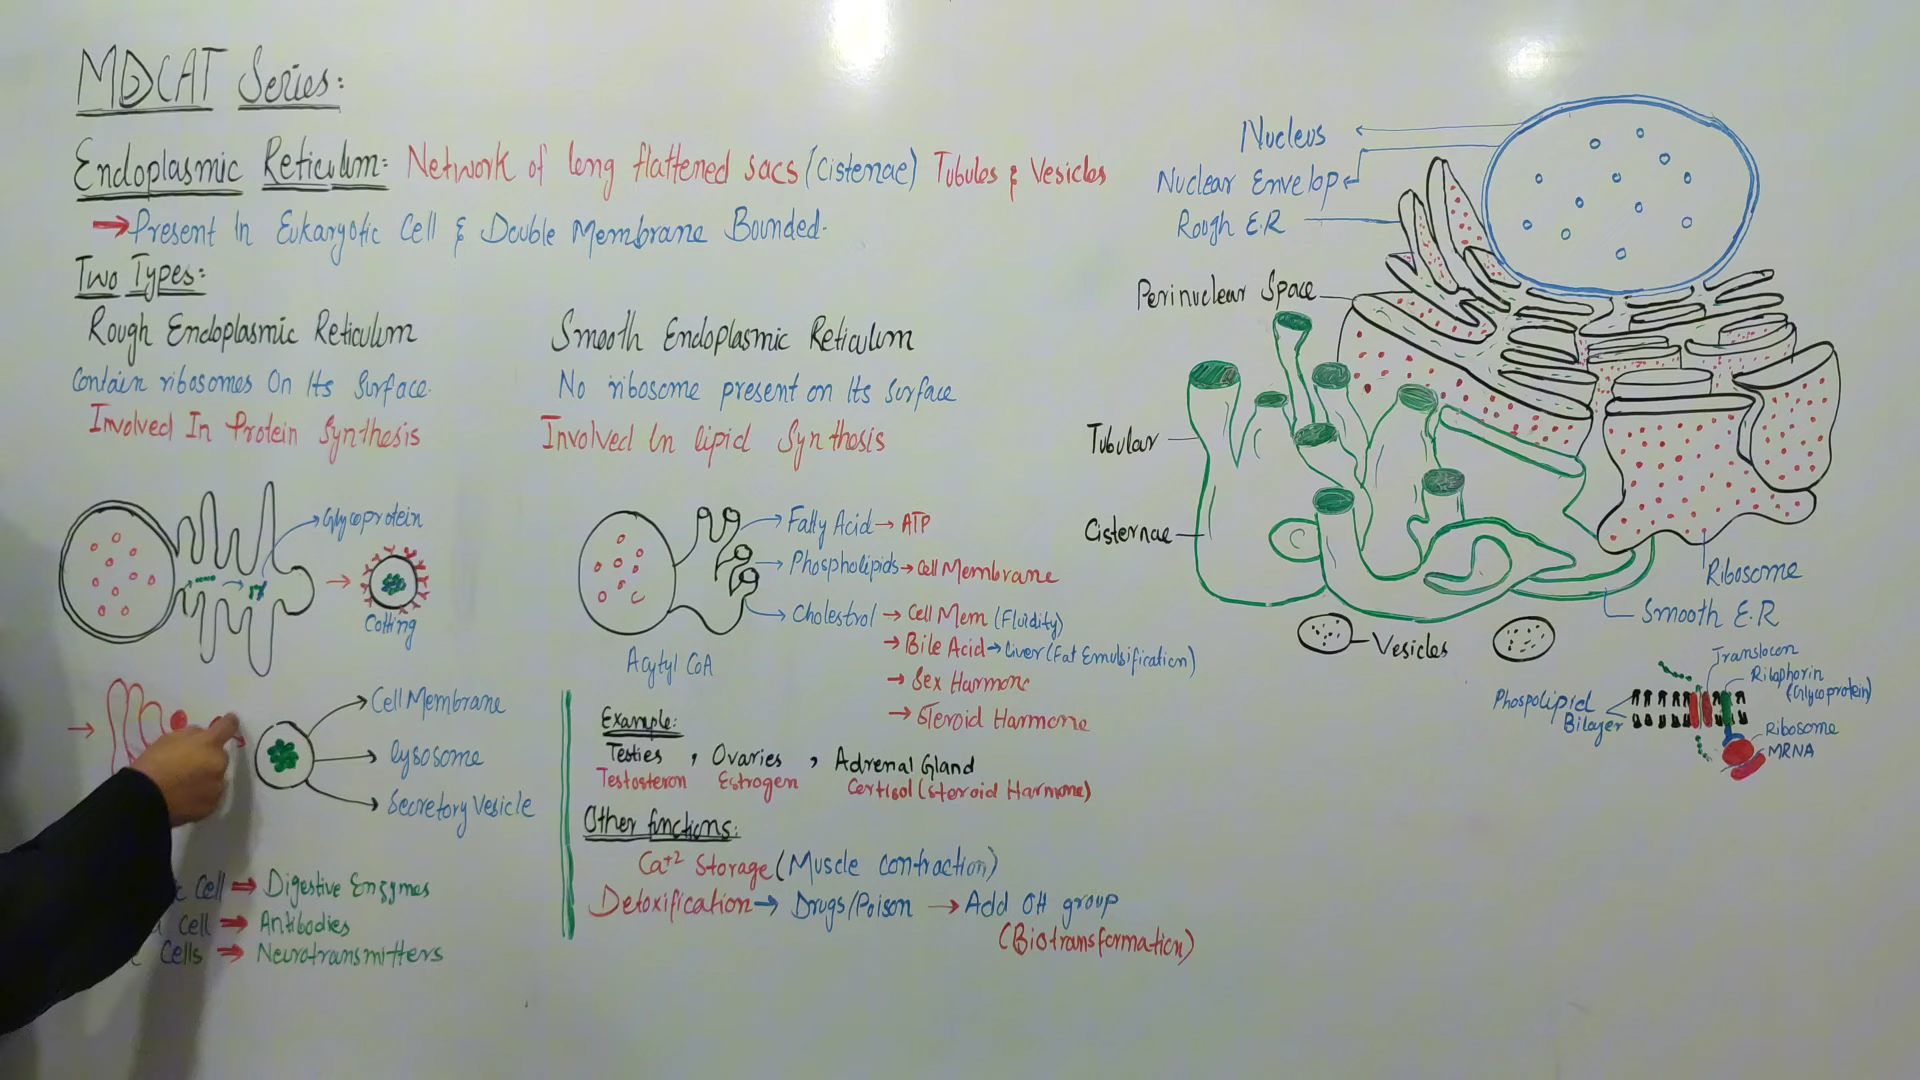 MDCAT Series:
Endoplasmic Reticulum: Network of long flattened sacs (Cisternae) Tubules & Vesicles
→ Present In Eukaryotic Cell & Double Membrane Bounded.
Two Types:
Rough Endoplasmic Reticulum
Contain ribosomes On Its Surface.
Involved In Protein Synthesis
Glycoprotein
Cotting
Cell Membrane
lysosome
Secretory Vesicle
Cell ⇒ Digestive Enzymes
Cell ⇒ Antibodies
Cells ⇒ Neurotransmitters
Smooth Endoplasmic Reticulum
No ribosome present on Its Surface
Involved In lipid Synthesis
Fatty Acid → ATP
Phospholipids → Cell Membrane
Cholestrol → Cell Mem (Fluidity)
→ Bile Acid → Liver (Fat Emulsification)
→ Sex Harmone
→ Steroid Harmone
Acytyl CoA
Example:
Testies , Ovaries , Adrenal Gland
Testosteron Estrogen Cortisol (Steroid Harmone)
Other functions:
Ca+2 Storage (Muscle contraction)
Detoxification → Drugs/Poison → Add OH group
(Biotransformation)
Nucleus
Nuclear Envelop
Rough E.R
Perinuclear Space
Tubular
Cisternae
Ribosome
Smooth E.R
Vesicles
Translocon
Ribophorin
(Glycoprotein)
Phospolipid
Bilayer
Ribosome
MRNA